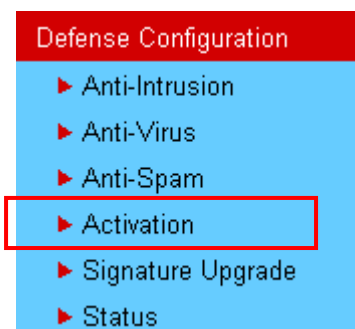 Defense Configuration
Anti-Intrusion
Anti-Virus
Anti-Spam
Activation
Signature Upgrade
Status